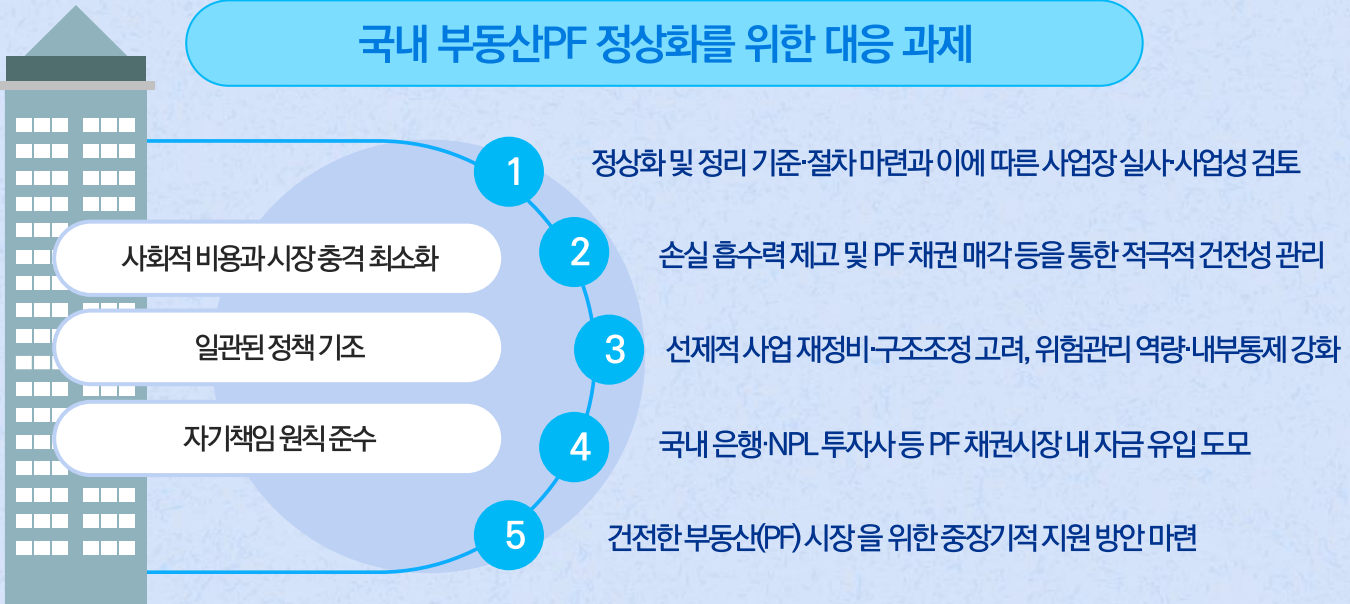 국내 부동산PF 정상화를 위한 대응 과제
사회적 비용과 시장 충격 최소화
일관된 정책 기조
자기책임 원칙 준수
1 정상화 및 정리 기준·절차 마련과 이에 따른 사업장 실사·사업성 검토
2 손실 흡수력 제고 및 PF 채권 매각 등을 통한 적극적 건전성 관리
3 선제적 사업 재정비·구조조정 고려, 위험관리 역량·내부통제 강화
4 국내 은행·NPL 투자사 등 PF 채권시장 내 자금 유입 도모
5 건전한 부동산(PF) 시장 을 위한 중장기적 지원 방안 마련